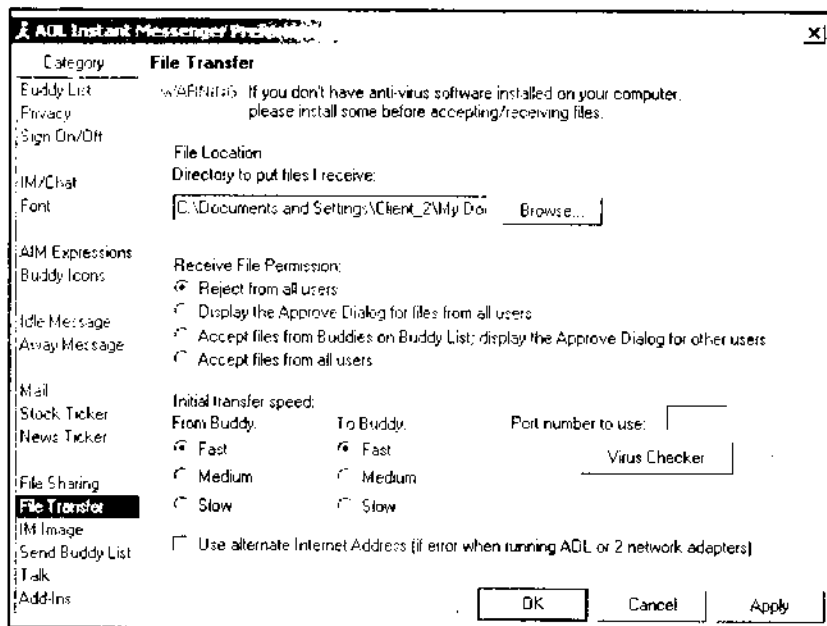 AOL Instant Messenger
Category
Buddy List
Privacy
Sign On/Off
IM/Chat
Font
AIM Expressions
Buddy Icons
Idle Message
Away Message
Mail
Stock Ticker
News Ticker
File Sharing
File Transfer
IM Image
Send Buddy List
Talk
Add-Ins
File Transfer
WARNING If you don't have anti-virus software installed on your computer,
please install some before accepting/receiving files.
File Location
Directory to put files I receive:
C:\Documents and Settings\Client_2\My Doc
Browse...
Receive File Permission:
Reject from all users
Display the Approve Dialog for files from all users
Accept files from Buddies on Buddy List; display the Approve Dialog for other users
Accept files from all users
Initial transfer speed:
From Buddy: To Buddy: Port number to use:
Fast Fast
Virus Checker
Medium Medium
Slow Slow
Use alternate Internet Address (if error when running AOL or 2 network adapters)
OK Cancel Apply